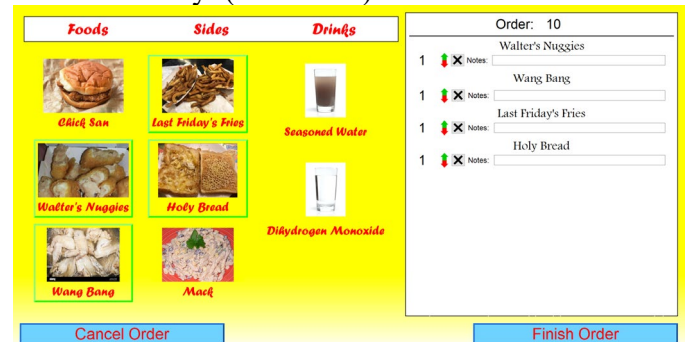 Foods Sides Drinks
Chick San
Last Friday's Fries
Seasoned Water
Walter's Nuggies
Holy Bread
Dihydrogen Monoxide
Wang Bang
Mack
Cancel Order
Order: 10
Walter's Nuggies
1 Notes:
Wang Bang
1 Notes:
Last Friday's Fries
1 Notes:
Holy Bread
1 Notes:
Finish Order